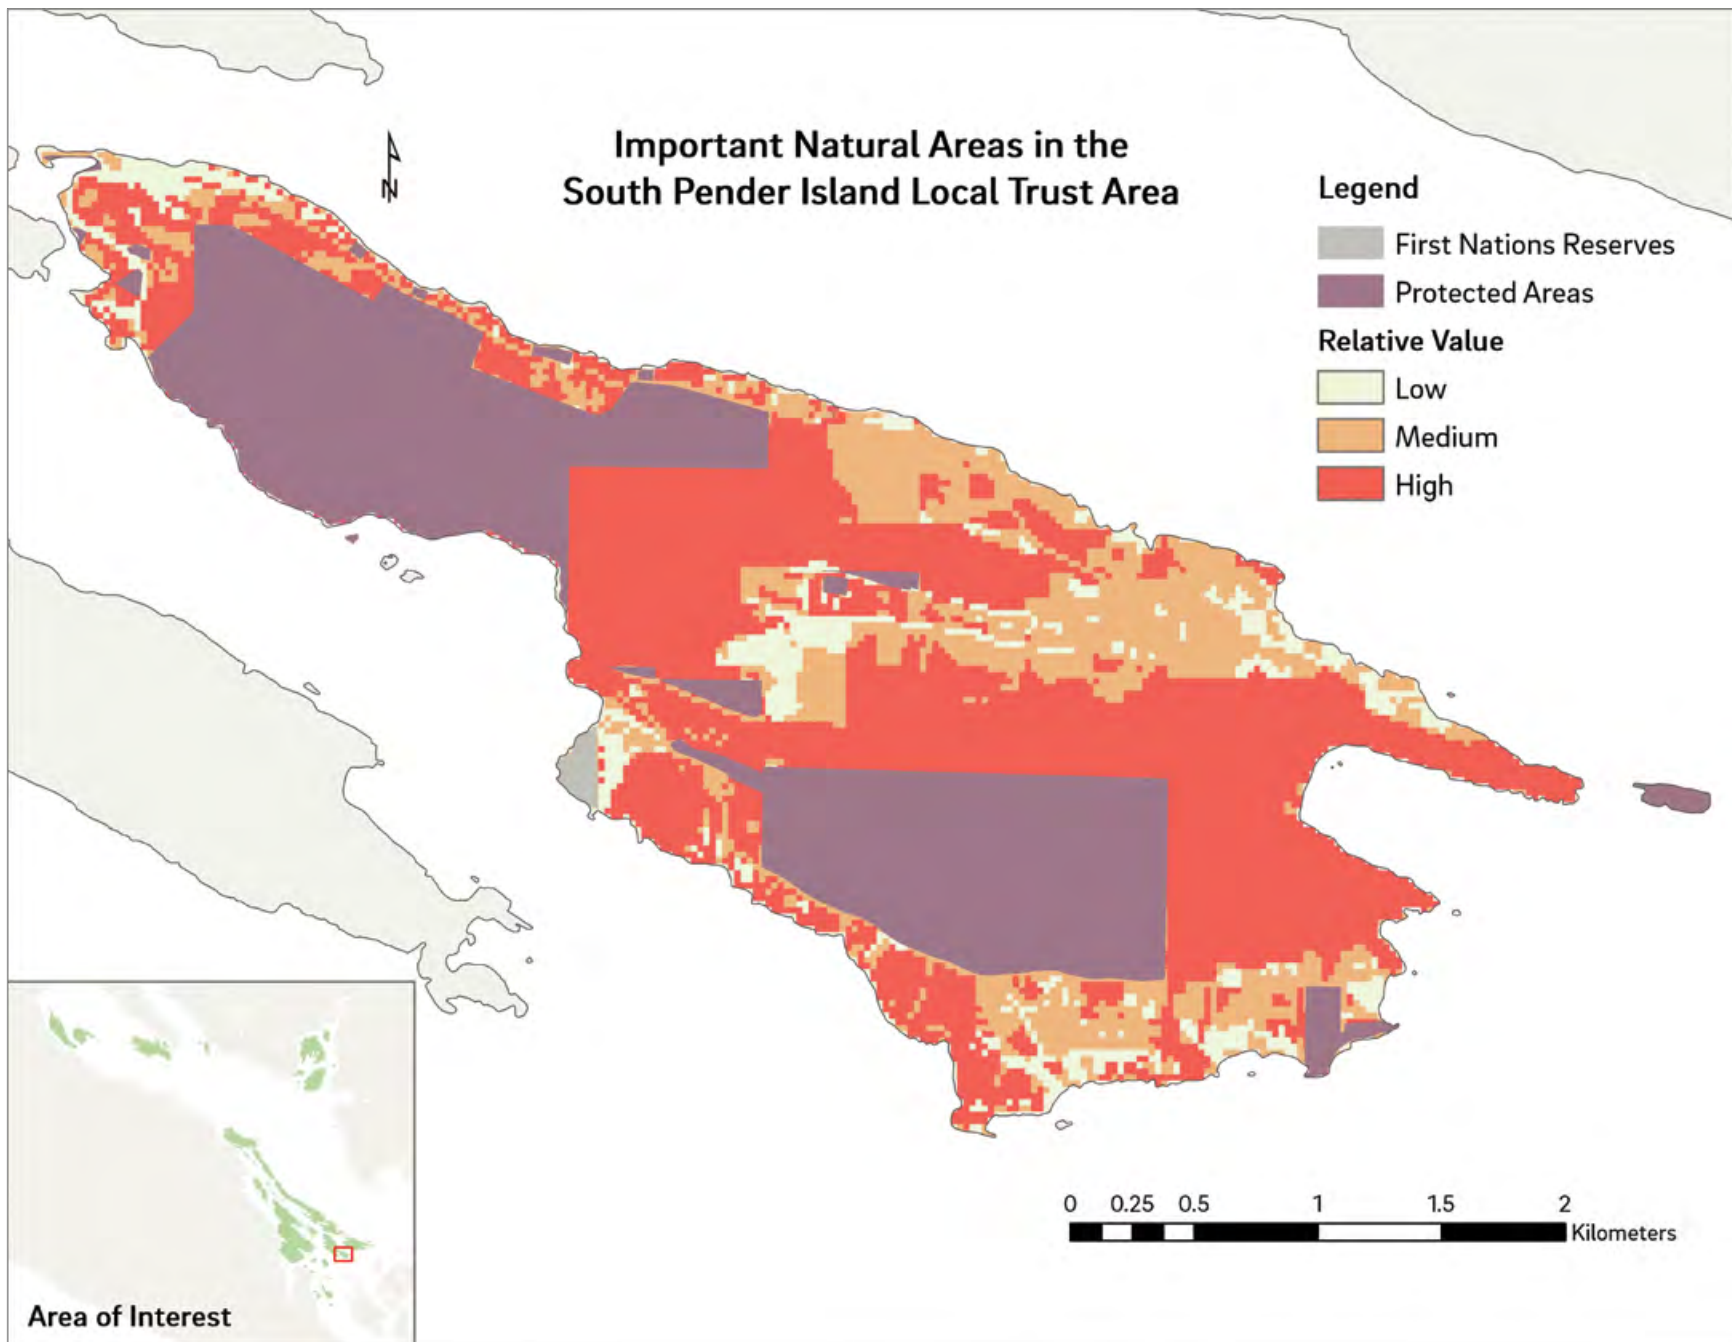 Important Natural Areas in the
South Pender Island Local Trust Area
N
Legend
First Nations Reserves
Protected Areas
Relative Value
Low
Medium
High
0 0.25 0.5 1 1.5 2
Kilometers
Area of Interest